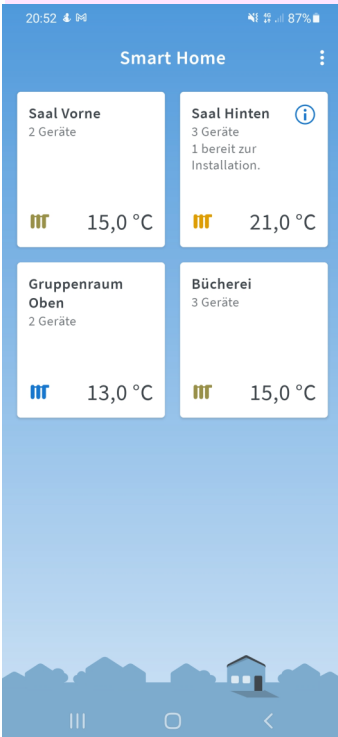 20:52 87%
Smart Home
Saal Vorne
2 Geräte
15,0 °C
Saal Hinten
3 Geräte
1 bereit zur
Installation.
21,0 °C
Gruppenraum
Oben
2 Geräte
13,0 °C
Bücherei
3 Geräte
15,0 °C